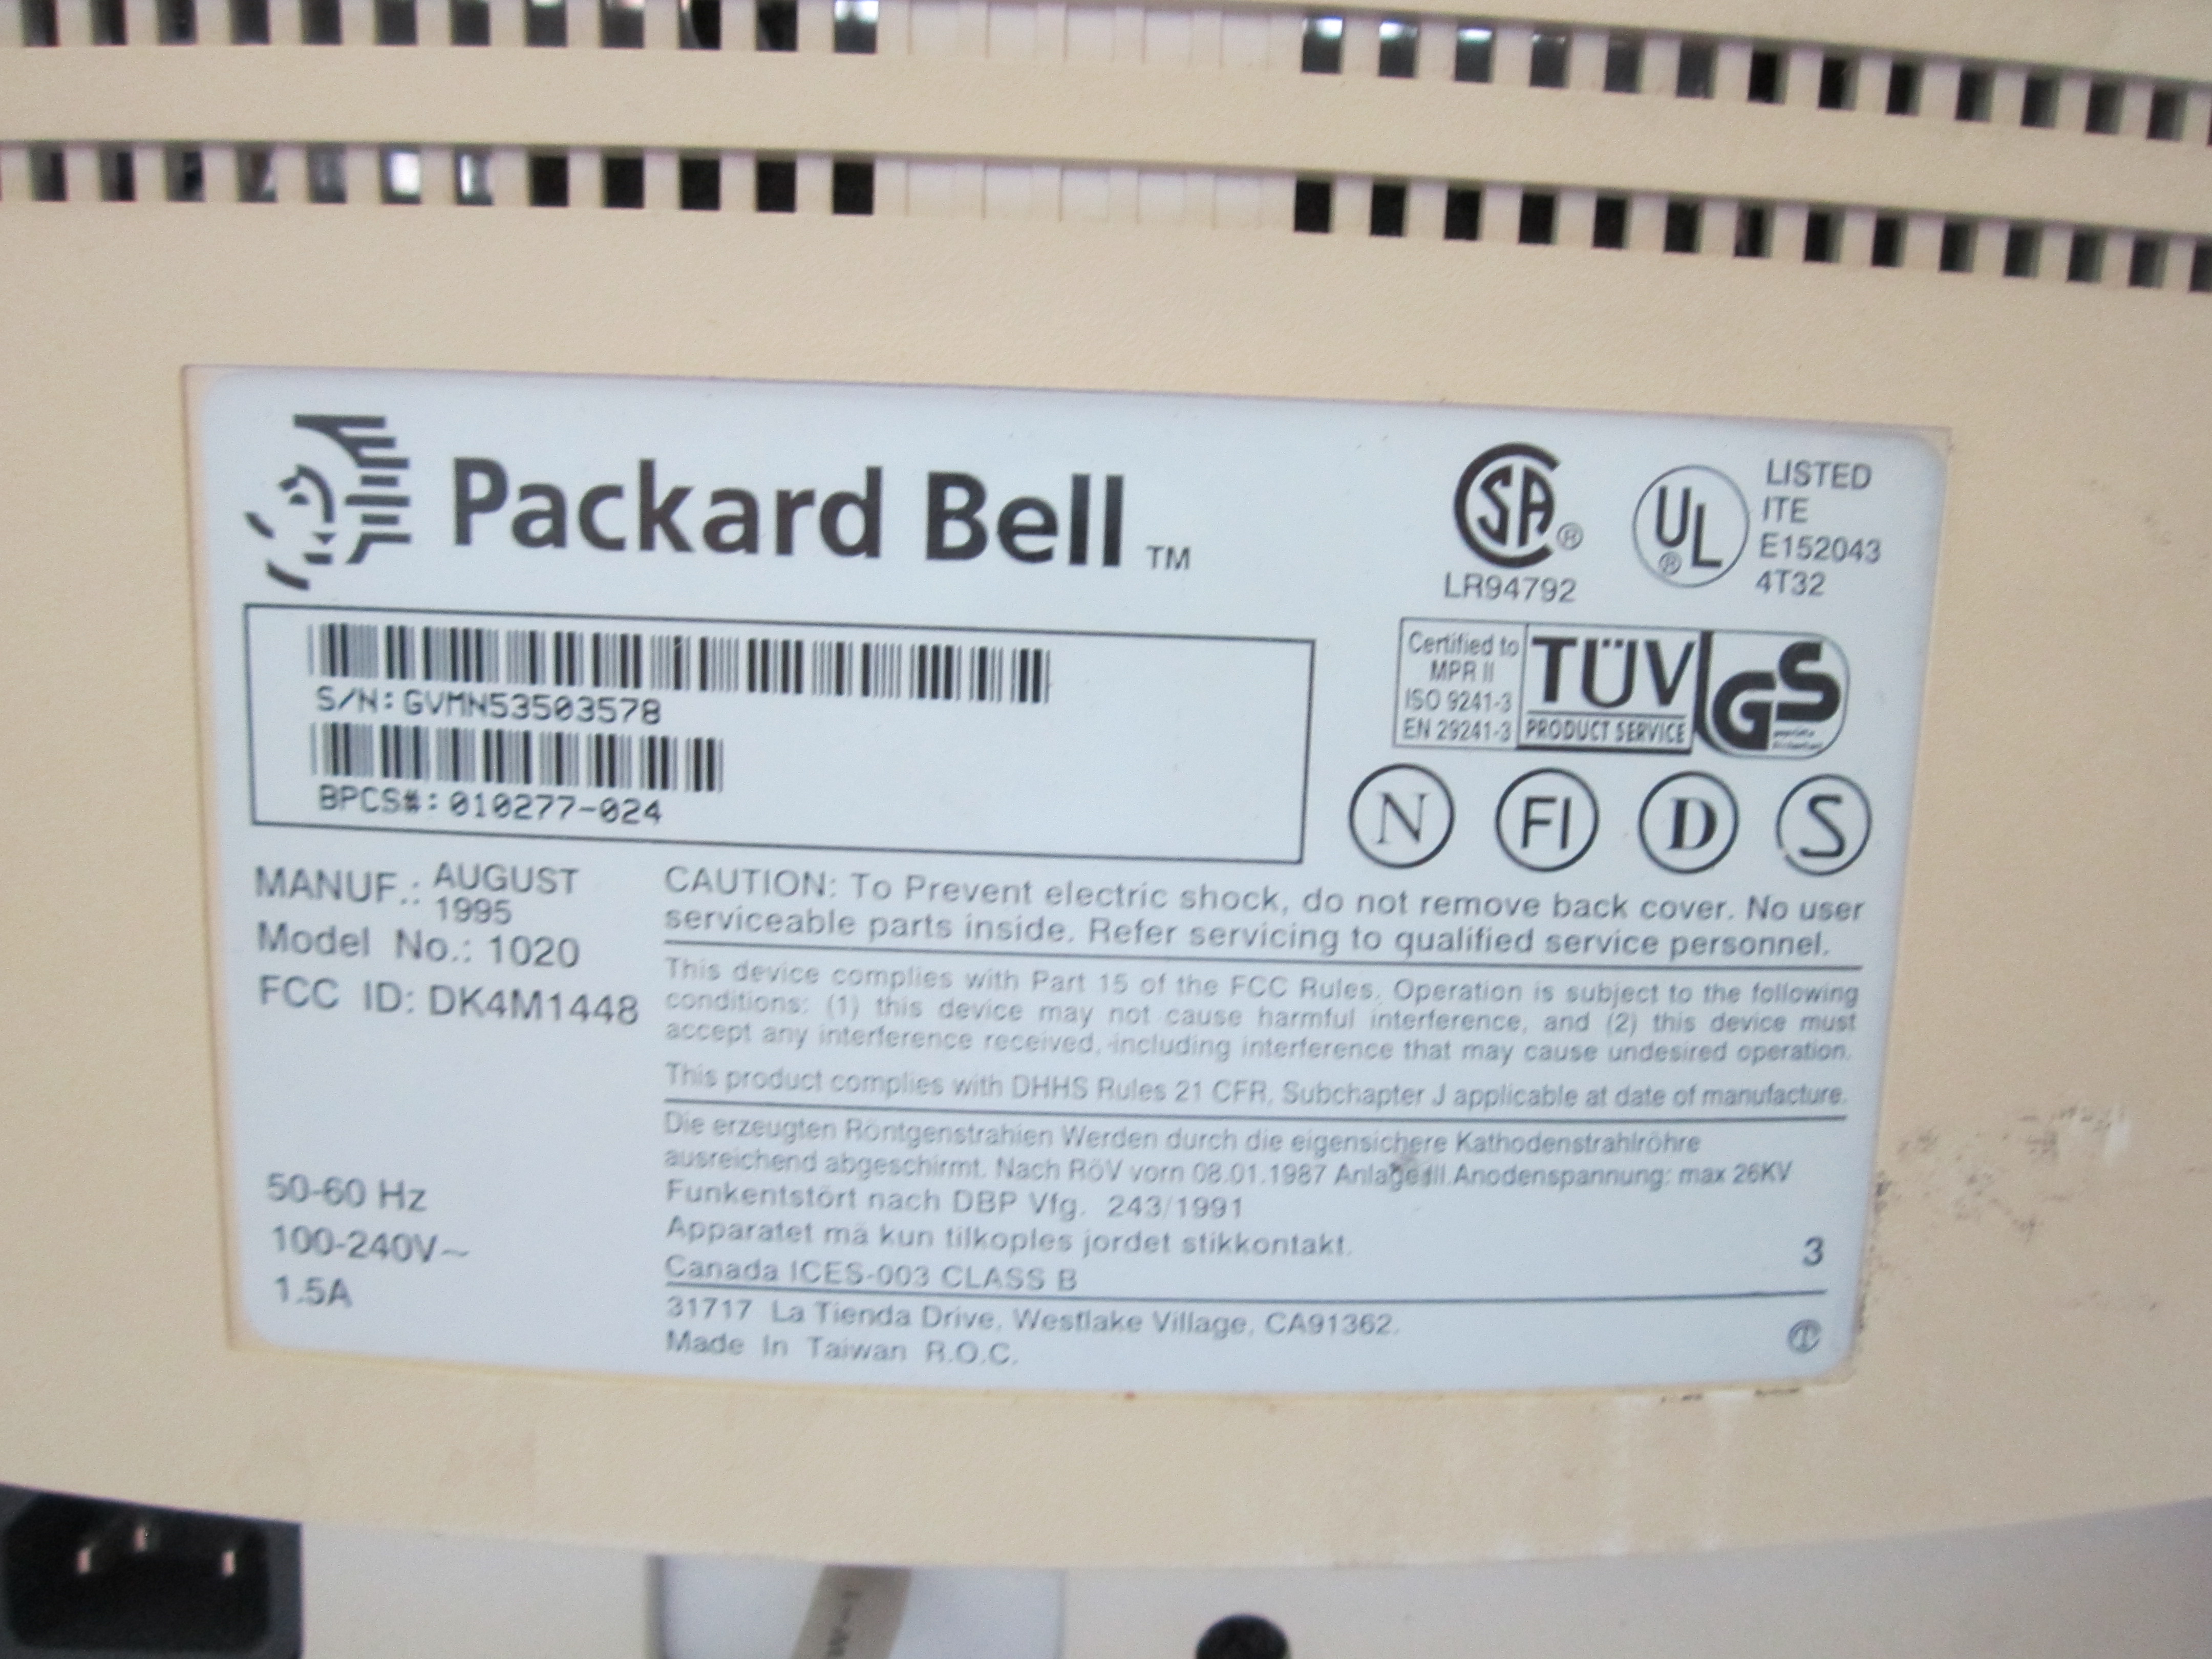 Packard Bell ™
SA ®
LR94792
UL ®
LISTED
ITE
E152043
4T32
S/N:GVMN53503578
BPCS#:010277-024
Certified to
MPR II
ISO 9241-3
EN 29241-3
TÜV
PRODUCT SERVICE
GS
N FI D S
MANUF.: AUGUST
1995
Model No.: 1020
FCC ID: DK4M1448
50-60 Hz
100-240V~
1.5A
CAUTION: To Prevent electric shock, do not remove back cover. No user
serviceable parts inside. Refer servicing to qualified service personnel.
This device complies with Part 15 of the FCC Rules. Operation is subject to the following
conditions: (1) this device may not cause harmful interference, and (2) this device must
accept any interference received, including interference that may cause undesired operation.
This product complies with DHHS Rules 21 CFR, Subchapter J applicable at date of manufacture.
Die erzeugten Röntgenstrahlen Werden durch die eigensichere Kathodenstrahlröhre
ausreichend abgeschirmt. Nach RöV vom 08.01.1987 Anlage III. Anodenspannung: max 26KV
Funkentstört nach DBP Vfg. 243/1991
Apparatet må kun tilkoples jordet stikkontakt.
Canada ICES-003 CLASS B
3
31717 La Tienda Drive, Westlake Village, CA91362.
Made In Taiwan R.O.C.